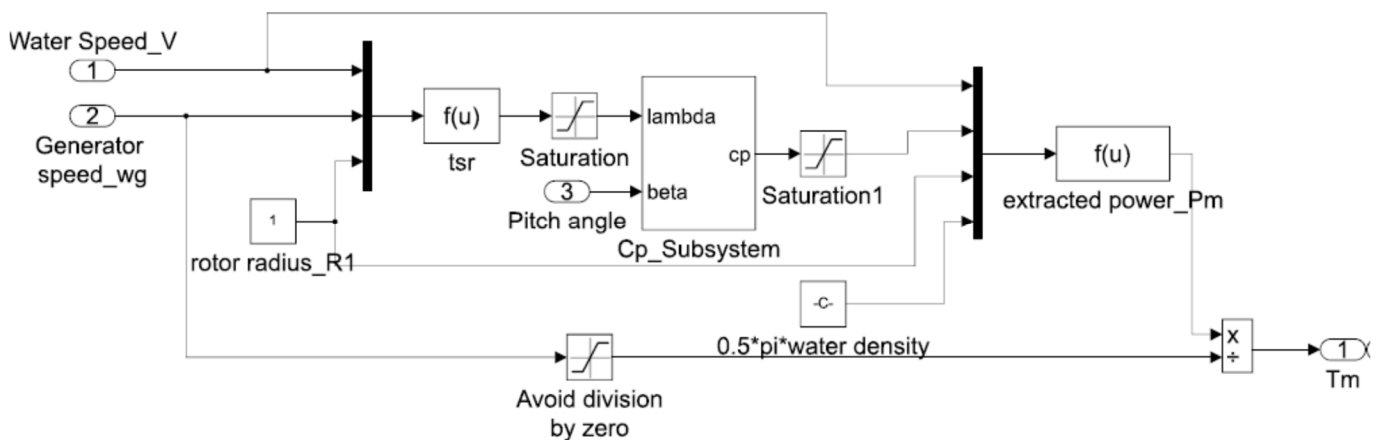 Water Speed_V
1
2
Generator
speed_wg
f(u)
tsr
Saturation
lambda
cp
beta
3
Pitch angle
Cp_Subsystem
Saturation1
f(u)
extracted power_Pm
1
rotor radius_R1
-C-
0.5*pi*water density
Avoid division
by zero
x
÷
1
Tm